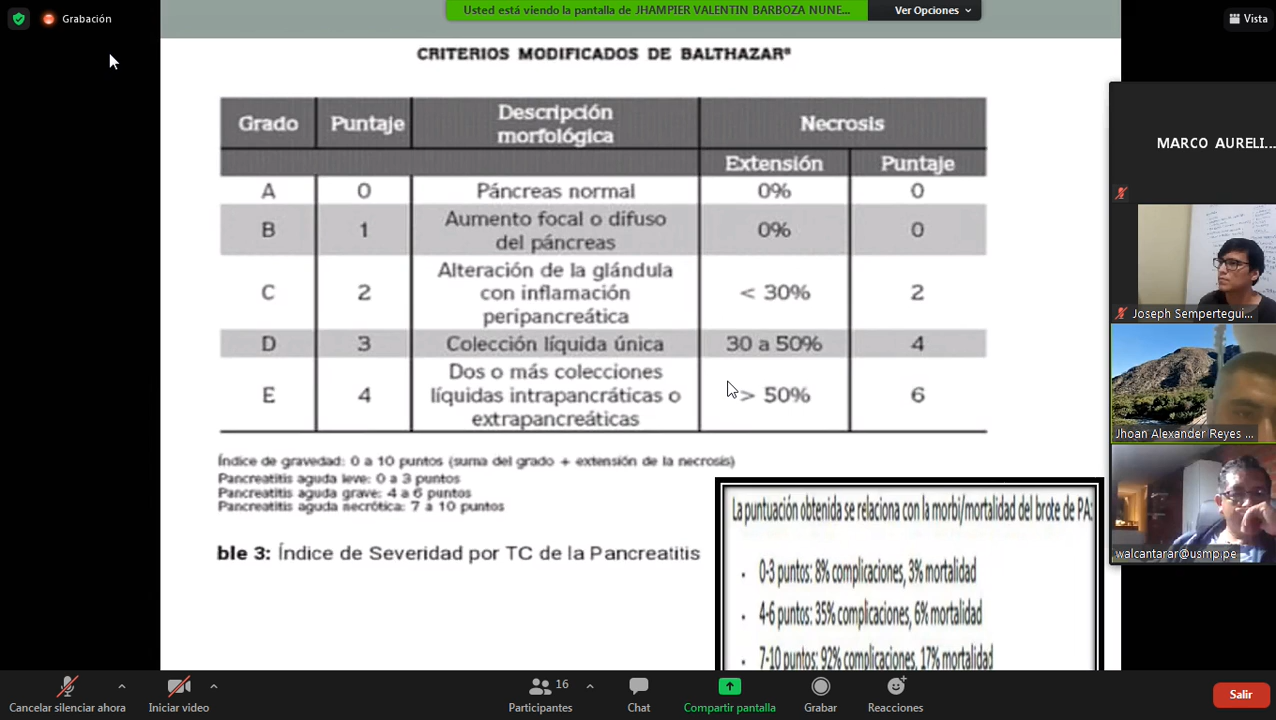 Grabación
Usted está viendo la pantalla de JHAMPIER VALENTIN BARBOZA NUNE...
Ver Opciones
Vista
CRITERIOS MODIFICADOS DE BALTHAZAR
Grado Puntaje Descripción morfológica Necrosis
Extensión Puntaje
A 0 Páncreas normal 0% 0
B 1 Aumento focal o difuso del páncreas 0% 0
C 2 Alteración de la glándula con inflamación peripancreática < 30% 2
D 3 Colección líquida única 30 a 50% 4
E 4 Dos o más colecciones líquidas intrapancráticas o extrapancreáticas > 50% 6
Índice de gravedad: 0 a 10 puntos (suma del grado + extensión de la necrosis)
Pancreatitis aguda leve: 0 a 3 puntos
Pancreatitis aguda grave: 4 a 6 puntos
Pancreatitis aguda necrótica: 7 a 10 puntos
ble 3: Índice de Severidad por TC de la Pancreatitis
La puntuación obtenida se relaciona con la morbi/mortalidad del brote de PA:
· 0-3 puntos: 8% complicaciones, 3% mortalidad
· 4-6 puntos: 35% complicaciones, 6% mortalidad
· 7-10 puntos: 92% complicaciones, 17% mortalidad
MARCO AURELI...
Joseph Sempertegui...
Jhoan Alexander Reyes ...
walcantarar@usmp.pe
Cancelar silenciar ahora
Iniciar video
16
Participantes
Chat
Compartir pantalla
Grabar
Reacciones
Salir